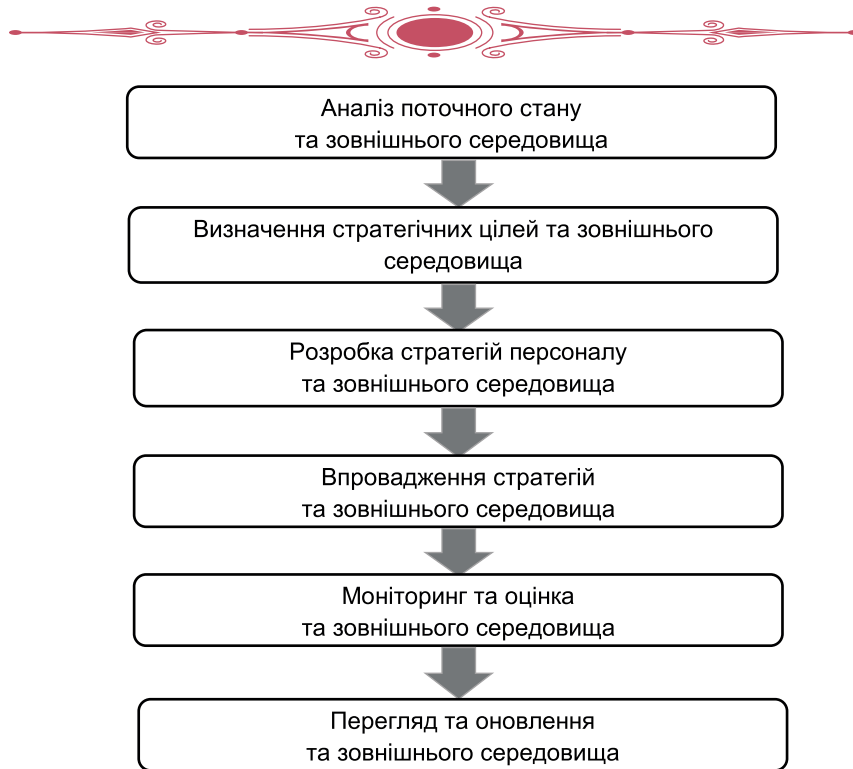 Аналіз поточного стану
та зовнішнього середовища
Визначення стратегічних цілей та зовнішнього
середовища
Розробка стратегій персоналу
та зовнішнього середовища
Впровадження стратегій
та зовнішнього середовища
Моніторинг та оцінка
та зовнішнього середовища
Перегляд та оновлення
та зовнішнього середовища